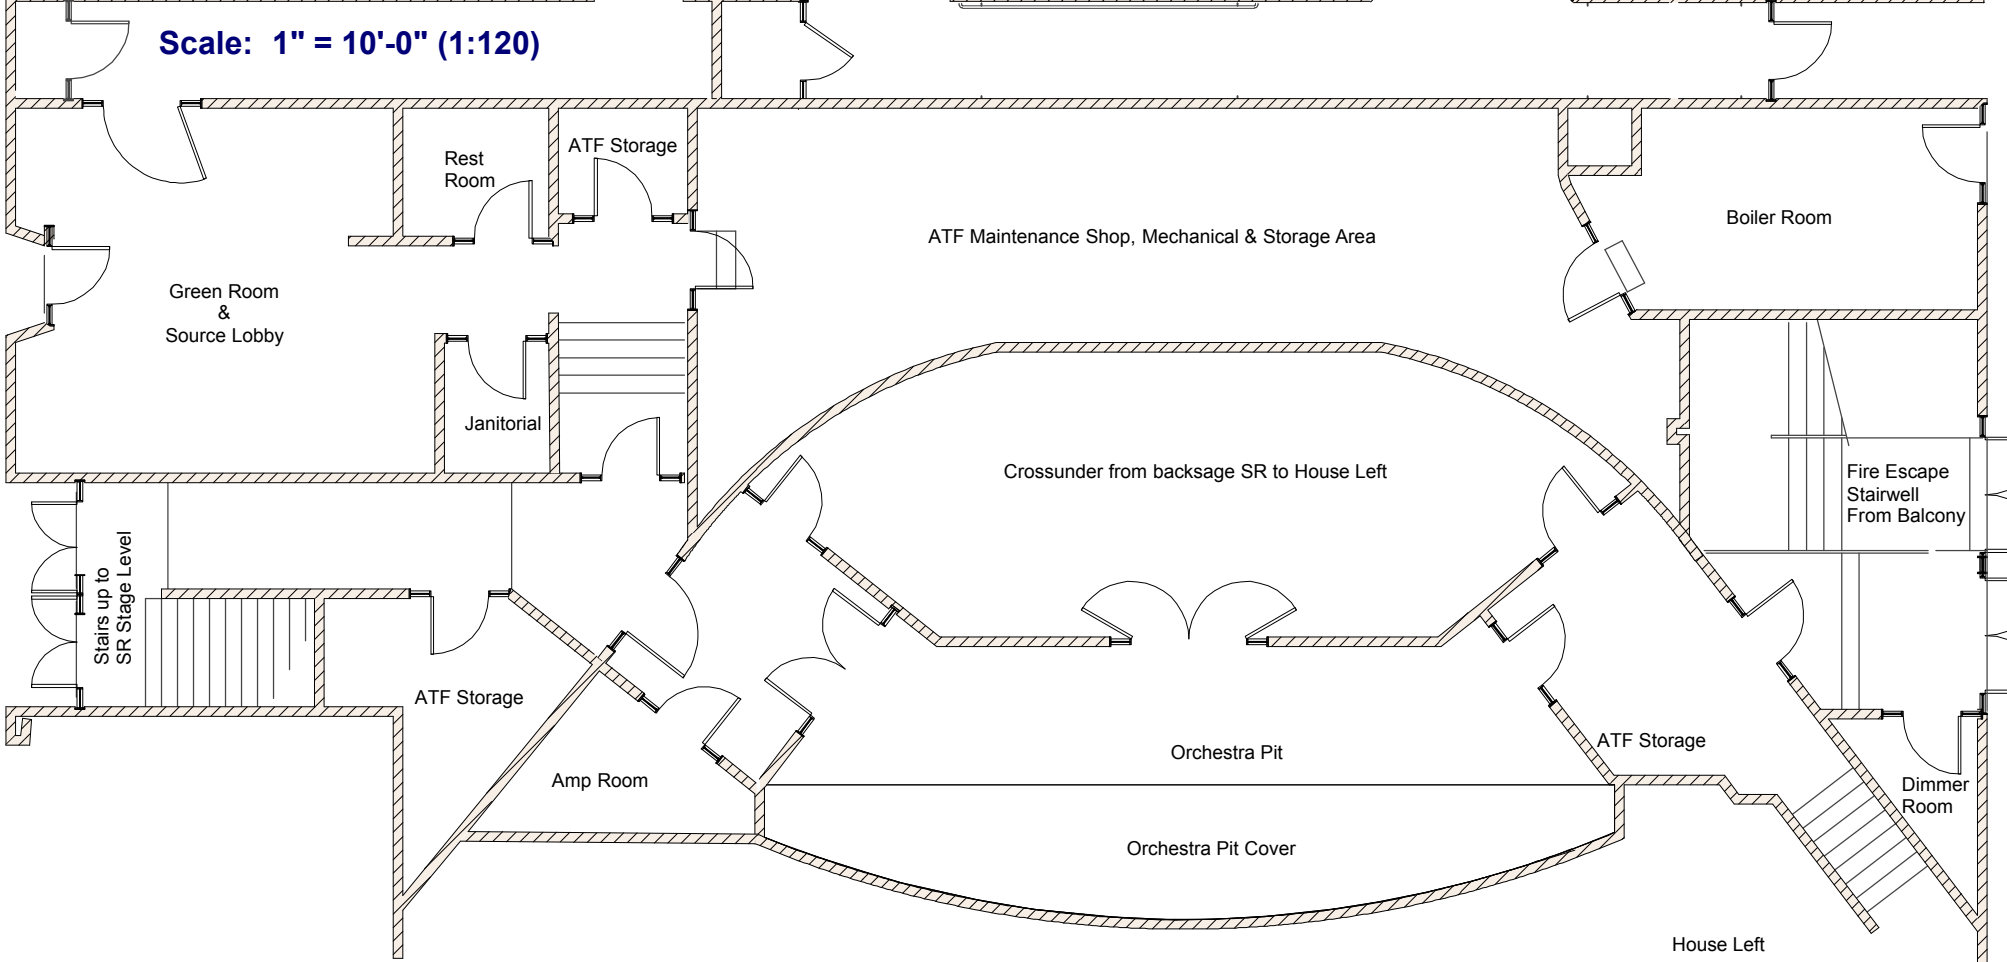 Scale: 1" = 10'-0" (1:120)
ATF Storage
Rest
Room
Boiler Room
ATF Maintenance Shop, Mechanical & Storage Area
Green Room
&
Source Lobby
Janitorial
Crossunder from backsage SR to House Left
Fire Escape
Stairwell
From Balcony
Stairs up to
SR Stage Level
ATF Storage
Orchestra Pit
ATF Storage
Amp Room
Dimmer
Room
Orchestra Pit Cover
House Left